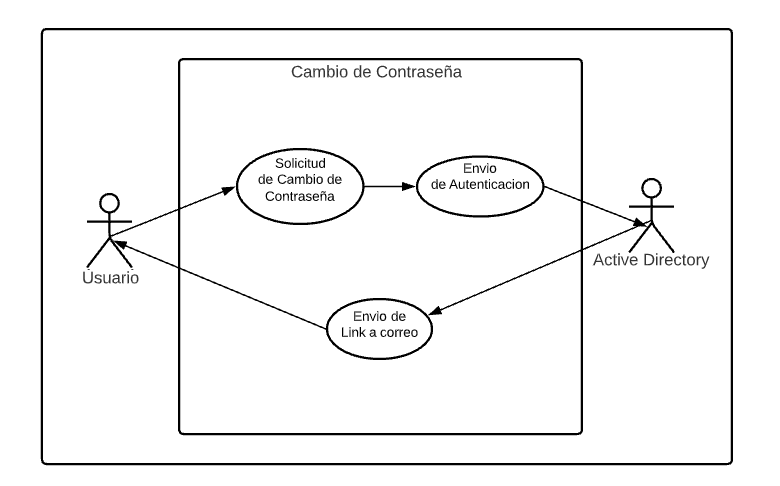 Cambio de Contraseña
Solicitud
de Cambio de
Contraseña
Envio
de Autenticacion
Usuario
Active Directory
Envio de
Link a correo